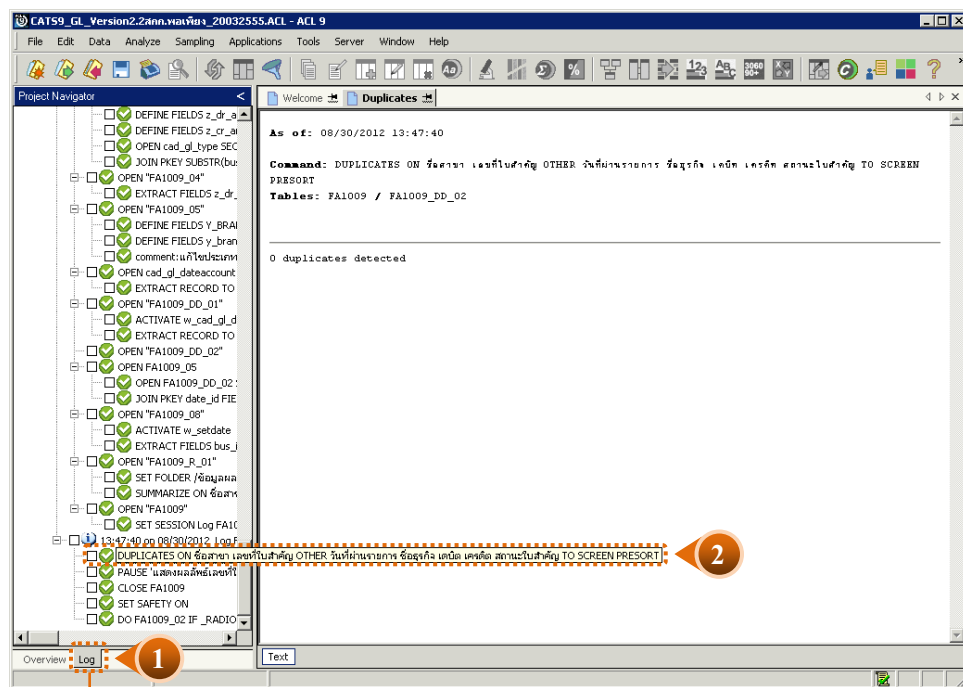 CATS9_GL_Version2.2สกก.พอเพียง_20032555.ACL - ACL 9
File Edit Data Analyze Sampling Applications Tools Server Window Help
Project Navigator <
Welcome Duplicates
DEFINE FIELDS z_dr_a
DEFINE FIELDS z_cr_a
OPEN cad_gl_type SEC
JOIN PKEY SUBSTR(bu
OPEN "FA1009_04"
EXTRACT FIELDS z_dr_
OPEN "FA1009_05"
DEFINE FIELDS Y_BRA
DEFINE FIELDS y_bran
comment:แก้ไขประเภท
OPEN cad_gl_dateaccount
EXTRACT RECORD TO
OPEN "FA1009_DD_01"
ACTIVATE w_cad_gl_d
EXTRACT RECORD TO
OPEN "FA1009_DD_02"
OPEN FA1009_05
OPEN FA1009_DD_02
JOIN PKEY date_id FIE
OPEN "FA1009_08"
ACTIVATE w_setdate
EXTRACT FIELDS bus_i
OPEN "FA1009_R_01"
SET FOLDER /ข้อมูลผล
SUMMARIZE ON ชื่อสาข
OPEN "FA1009"
SET SESSION Log FA10
13:47:40 on 08/30/2012 Log F
DUPLICATES ON ชื่อสาขา เลขที่ใบสำคัญ OTHER วันที่ผ่านรายการ ชื่อธุรกิจ เดบิต เครดิต สถานะใบสำคัญ TO SCREEN PRESORT
2
PAUSE 'แสดงผลลัพธ์เลขที่ใ
CLOSE FA1009
SET SAFETY ON
DO FA1009_02 IF _RADIO
Overview Log
1
As of: 08/30/2012 13:47:40
Command: DUPLICATES ON ชื่อสาขา เลขที่ใบสำคัญ OTHER วันที่ผ่านรายการ ชื่อธุรกิจ เดบิต เครดิต สถานะใบสำคัญ TO SCREEN
PRESORT
Tables: FA1009 / FA1009_DD_02
0 duplicates detected
Text